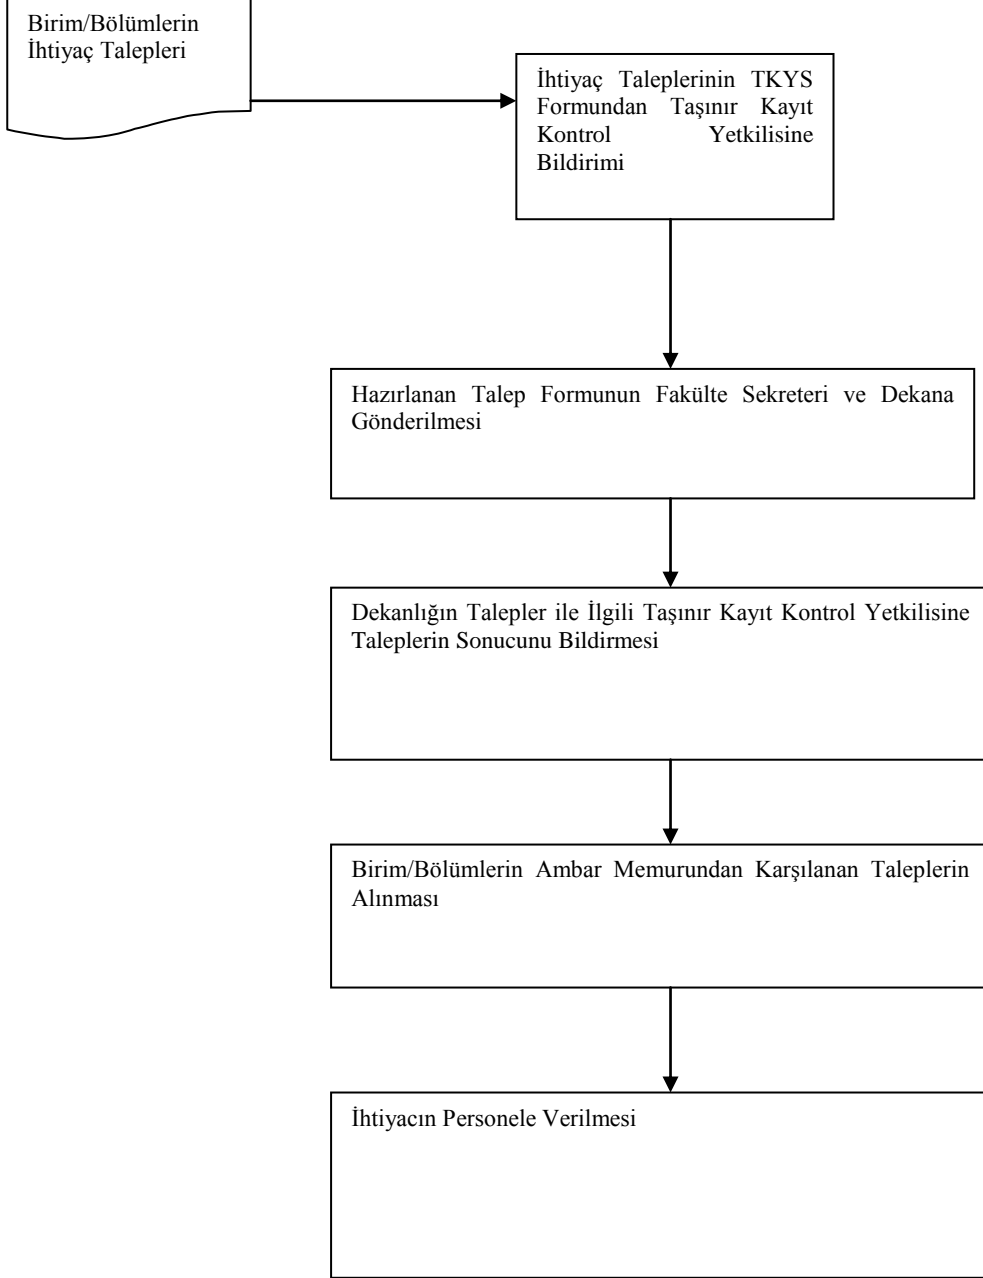 Birim/Bölümlerin
İhtiyaç Talepleri
İhtiyaç Taleplerinin TKYS
Formundan Taşınır Kayıt
Kontrol Yetkilisine
Bildirimi
Hazırlanan Talep Formunun Fakülte Sekreteri ve Dekana
Gönderilmesi
Dekanlığın Talepler ile İlgili Taşınır Kayıt Kontrol Yetkilisine
Taleplerin Sonucunu Bildirmesi
Birim/Bölümlerin Ambar Memurundan Karşılanan Taleplerin
Alınması
İhtiyacın Personele Verilmesi